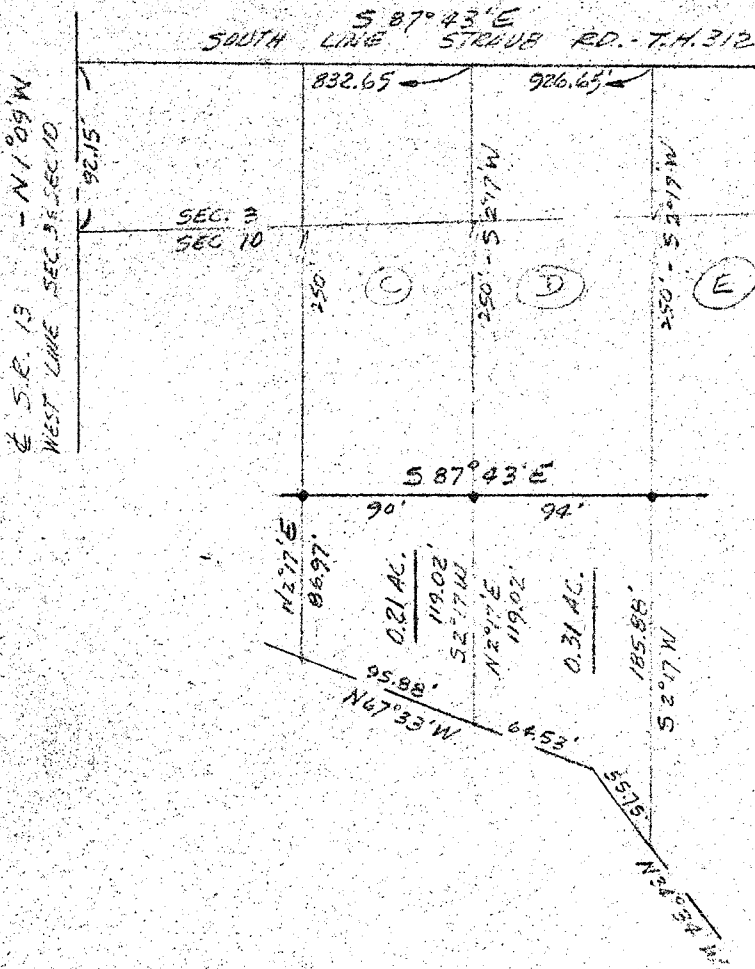 S 87° 43' E
SOUTH LINE STRAUB RD. - T.H. 312
℄ S.R. 13 - N 1° 09' W
WEST LINE SEC 3 & SEC 10
92.15'
832.65
926.65'
SEC. 3
SEC 10
250'
C
250' - S 2° 17' W
D
250' - S 2° 17' W
E
S 87° 43' E
90'
94'
N 2° 17' E
86.97'
0.21 AC.
119.02'
S 2° 17' W
N 2° 17' E
119.02'
0.31 AC.
185.88'
S 2° 17' W
95.88'
N 67° 33' W
64.53'
55.75'
N 34° 34' W